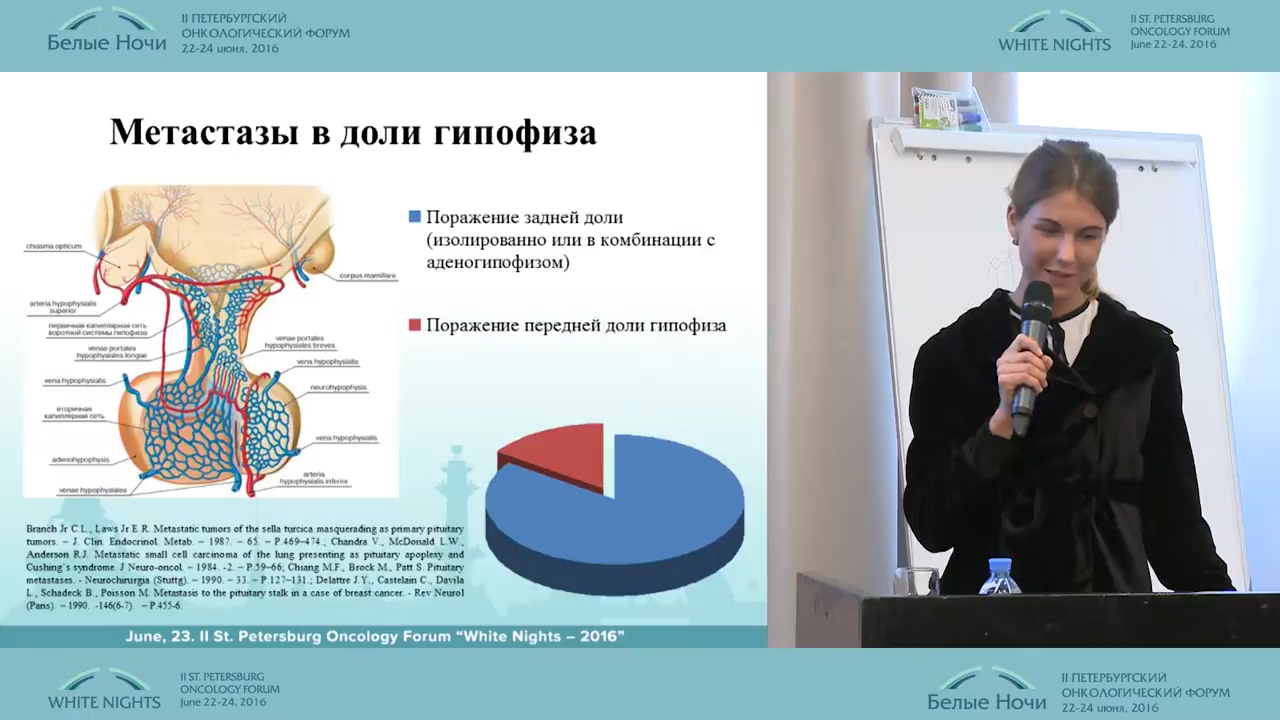 Белые Ночи
II ПЕТЕРБУРГСКИЙ
ОНКОЛОГИЧЕСКИЙ ФОРУМ
22-24 июня, 2016
WHITE NIGHTS
II ST. PETERSBURG
ONCOLOGY FORUM
June 22-24, 2016
Метастазы в доли гипофиза
chiasma opticum
corpus mamillare
arteria hypophysialis
superior
первичная капиллярная сеть
воротной системы гипофиза
venae portales
hypophysiales longae
venae portales
hypophysiales breves
vena hypophysialis
vena hypophysialis
neurohypophysis
вторичная
капиллярная сеть
vena hypophysialis
adenohypophysis
arteria
hypophysialis inferior
venae hypophysiales
Поражение задней доли
(изолированно или в комбинации с
аденогипофизом)
Поражение передней доли гипофиза
Branch Jr C.L., Laws Jr E.R. Metastatic tumors of the sella turcica masquerading as primary pituitary
tumors. – J. Clin. Endocrinol. Metab. – 1987. – 65. – P.469–474.; Chandra V., McDonald L.W.,
Anderson R.J. Metastatic small cell carcinoma of the lung presenting as pituitary apoplexy and
Cushing's syndrome. J Neuro-oncol. – 1984. -2. – P.59–66; Chiang M.F., Brock M., Patt S. Pituitary
metastases. - Neurochirurgia (Stuttg). – 1990. – 33. – P.127–131.; Delattre J.Y., Castelain C., Davila
L., Schadeck B., Poisson M. Metastasis to the pituitary stalk in a case of breast cancer. - Rev Neurol
(Paris). – 1990. -146(6-7). – P.455-6.
June, 23. II St. Petersburg Oncology Forum “White Nights – 2016”
WHITE NIGHTS
II ST. PETERSBURG
ONCOLOGY FORUM
June 22-24, 2016
Белые Ночи
II ПЕТЕРБУРГСКИЙ
ОНКОЛОГИЧЕСКИЙ ФОРУМ
22-24 июня, 2016